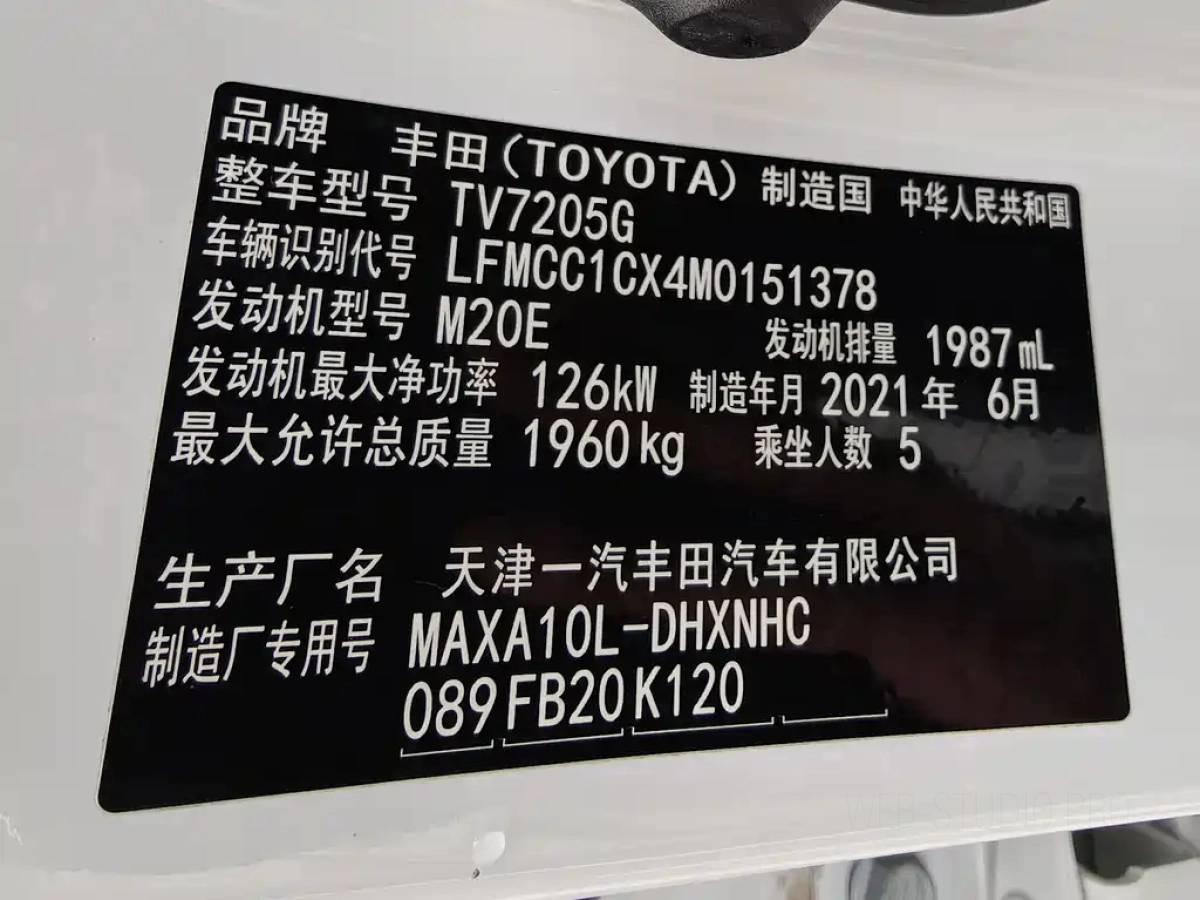 品牌 丰田(TOYOTA) 制造国 中华人民共和国
整车型号 TV7205G
车辆识别代号 LFMCC1CX4M0151378
发动机型号 M20E 发动机排量 1987mL
发动机最大净功率 126kW 制造年月 2021年 6月
最大允许总质量 1960kg 乘坐人数 5
生产厂名 天津一汽丰田汽车有限公司
制造厂专用号 MAXA10L-DHXNHC
089 FB20 K120
WEB-STUDIO PRO